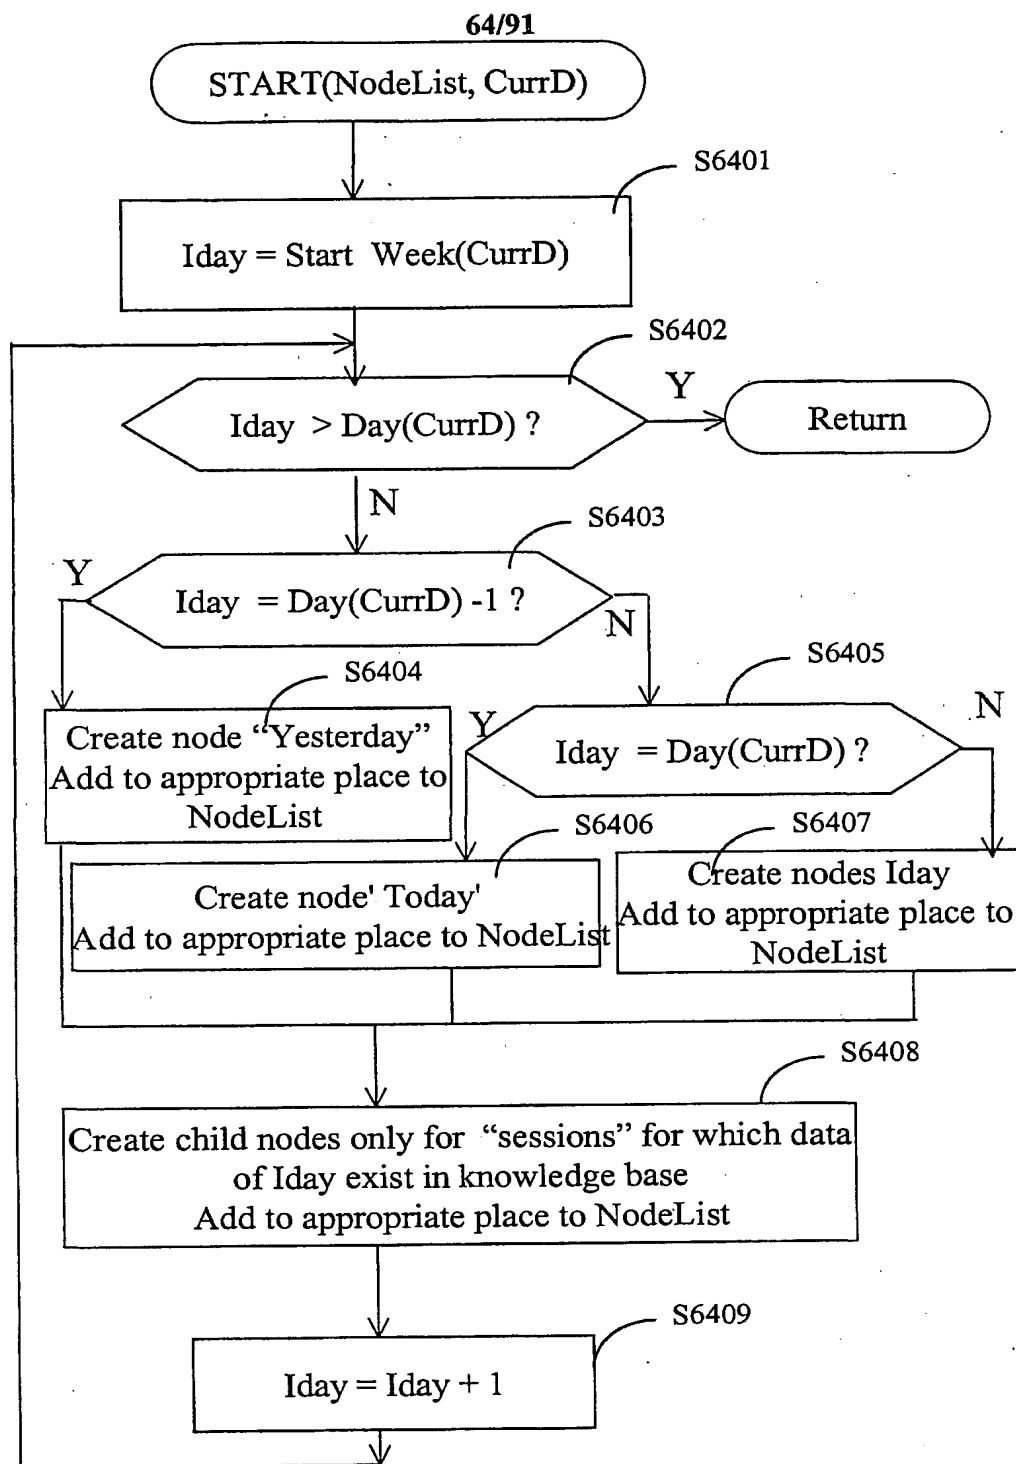 64/91
START(NodeList, CurrD)
S6401
Iday = Start Week(CurrD)
S6402
Iday > Day(CurrD) ?
Y
Return
N
S6403
Y
Iday = Day(CurrD) -1 ?
N
S6404
S6405
Create node “Yesterday”
Add to appropriate place to
NodeList
Y
Iday = Day(CurrD) ?
N
S6406
S6407
Create node' Today'
Add to appropriate place to NodeList
Create nodes Iday
Add to appropriate place to
NodeList
S6408
Create child nodes only for “sessions” for which data
of Iday exist in knowledge base
Add to appropriate place to NodeList
S6409
Iday = Iday + 1